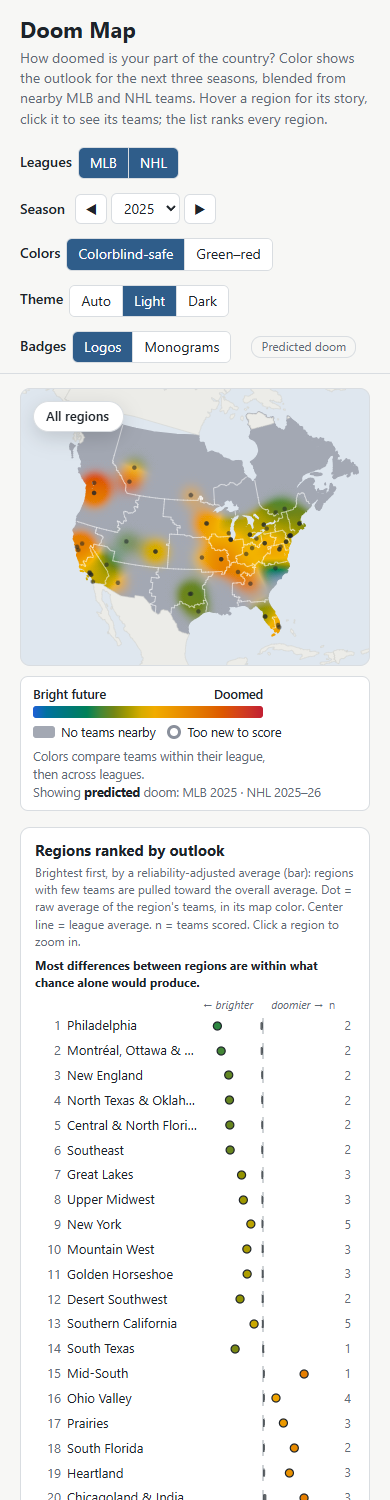 Doom Map
How doomed is your part of the country? Color shows
the outlook for the next three seasons, blended from
nearby MLB and NHL teams. Hover a region for its story,
click it to see its teams; the list ranks every region.
Leagues MLB NHL
Season ◀ 2025 ▶
Colors Colorblind-safe Green–red
Theme Auto Light Dark
Badges Logos Monograms Predicted doom
All regions
Bright future Doomed
No teams nearby Too new to score
Colors compare teams within their league,
then across leagues.
Showing predicted doom: MLB 2025 · NHL 2025–26
Regions ranked by outlook
Brightest first, by a reliability-adjusted average (bar): regions
with few teams are pulled toward the overall average. Dot =
raw average of the region's teams, in its map color. Center
line = league average. n = teams scored. Click a region to
zoom in.
Most differences between regions are within what
chance alone would produce.
← brighter doomier → n
1 Philadelphia 2
2 Montréal, Ottawa & ... 2
3 New England 2
4 North Texas & Oklah... 2
5 Central & North Flori... 2
6 Southeast 2
7 Great Lakes 3
8 Upper Midwest 3
9 New York 5
10 Mountain West 3
11 Golden Horseshoe 3
12 Desert Southwest 2
13 Southern California 5
14 South Texas 1
15 Mid-South 1
16 Ohio Valley 4
17 Prairies 3
18 South Florida 2
19 Heartland 3
20 Chicagoland & India... 3